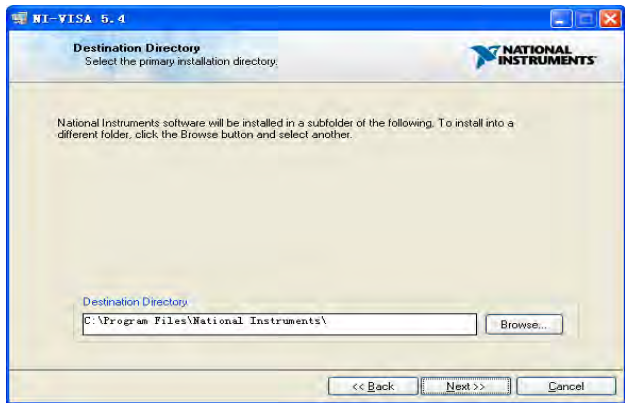 NI-VISA 5.4
Destination Directory
Select the primary installation directory.
NATIONAL
INSTRUMENTS
National Instruments software will be installed in a subfolder of the following. To install into a
different folder, click the Browse button and select another.
Destination Directory
C:\Program Files\National Instruments\
Browse...
<< Back
Next >>
Cancel